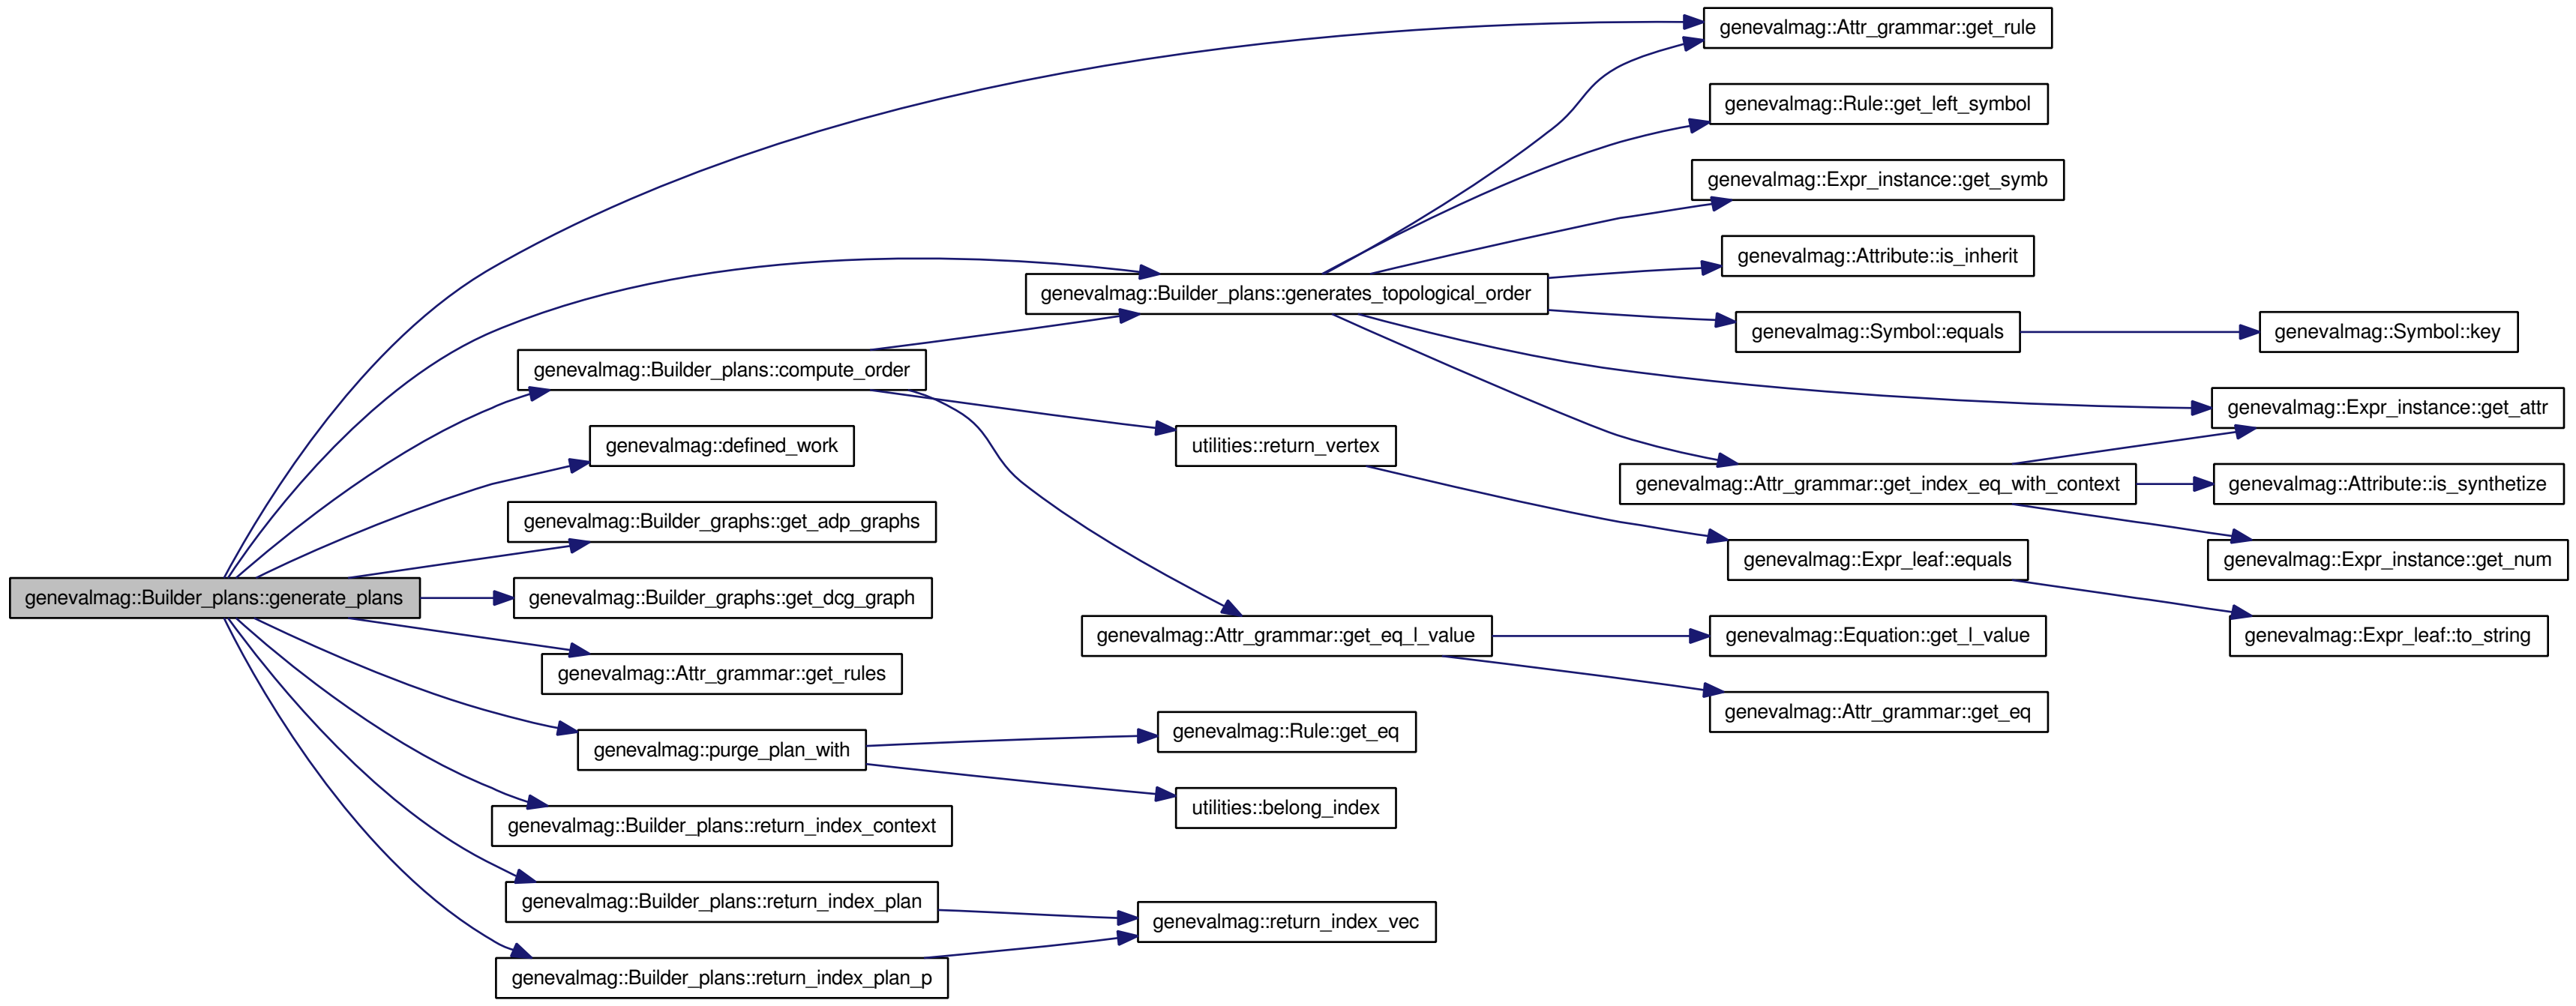 genevalmag::Attr_grammar::get_rule
genevalmag::Rule::get_left_symbol
genevalmag::Expr_instance::get_symb
genevalmag::Attribute::is_inherit
genevalmag::Builder_plans::generates_topological_order
genevalmag::Symbol::equals
genevalmag::Symbol::key
genevalmag::Builder_plans::compute_order
genevalmag::Expr_instance::get_attr
genevalmag::defined_work
utilities::return_vertex
genevalmag::Attr_grammar::get_index_eq_with_context
genevalmag::Attribute::is_synthetize
genevalmag::Builder_graphs::get_adp_graphs
genevalmag::Expr_leaf::equals
genevalmag::Expr_instance::get_num
genevalmag::Builder_plans::generate_plans
genevalmag::Builder_graphs::get_dcg_graph
genevalmag::Attr_grammar::get_eq_l_value
genevalmag::Equation::get_l_value
genevalmag::Expr_leaf::to_string
genevalmag::Attr_grammar::get_rules
genevalmag::Attr_grammar::get_eq
genevalmag::purge_plan_with
genevalmag::Rule::get_eq
utilities::belong_index
genevalmag::Builder_plans::return_index_context
genevalmag::Builder_plans::return_index_plan
genevalmag::return_index_vec
genevalmag::Builder_plans::return_index_plan_p